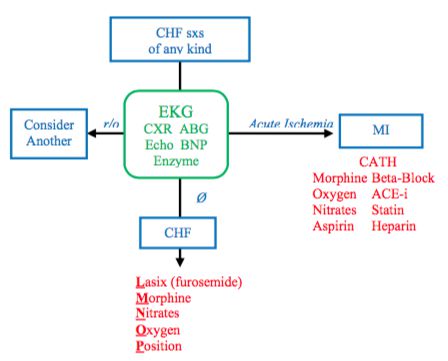 CHF sxs
of any kind
EKG
CXR ABG
Echo BNP
Enzyme
r/o
Consider
Another
Acute Ischemia
MI
CATH
Morphine Beta-Block
Oxygen ACE-i
Nitrates Statin
Aspirin Heparin
Ø
CHF
Lasix (furosemide)
Morphine
Nitrates
Oxygen
Position